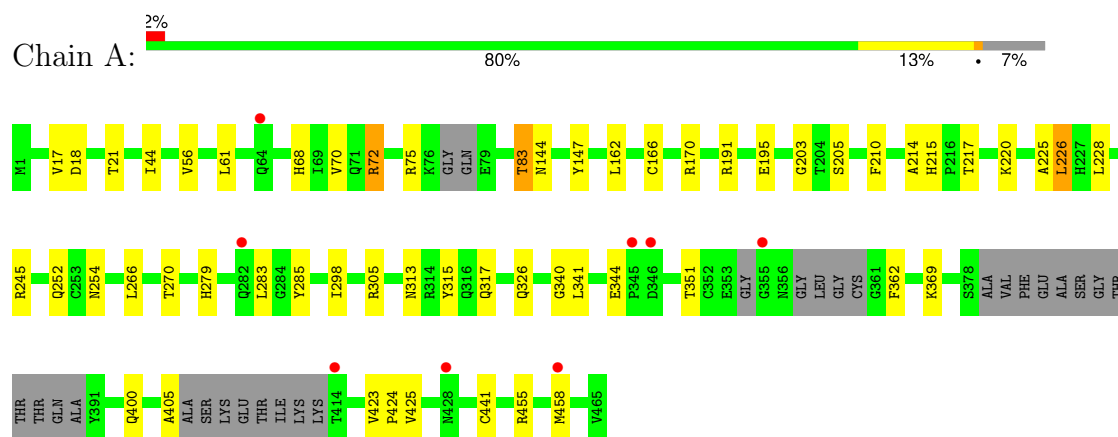 2%
Chain A:
80% 13% • 7%
M1 V17 D18 T21 I44 V56 L61 Q64 H68 I69 V70 Q71 R72 R75 K76 GLY GLN E79 T83 N144 Y147 L162 C166 R170 R191 E195 G203 T204 S205 F210 A214 H215 P216 T217 K220 A225 L226 H227 L228
R245 Q252 C253 N254 L266 T270 H279 Q282 L283 G284 Y285 I298 R305 N313 R314 Y315 Q316 Q317 Q326 G340 L341 E344 P345 D346 T351 C352 E353 GLY G355 N356 GLY LEU GLY CYS G361 F362 K369 S378 ALA VAL PHE GLU ALA SER GLY THR
THR THR GLN ALA Y391 Q400 A405 ALA SER LYS GLU THR ILE LYS LYS T414 V423 P424 V425 N428 C441 R455 M458 V465